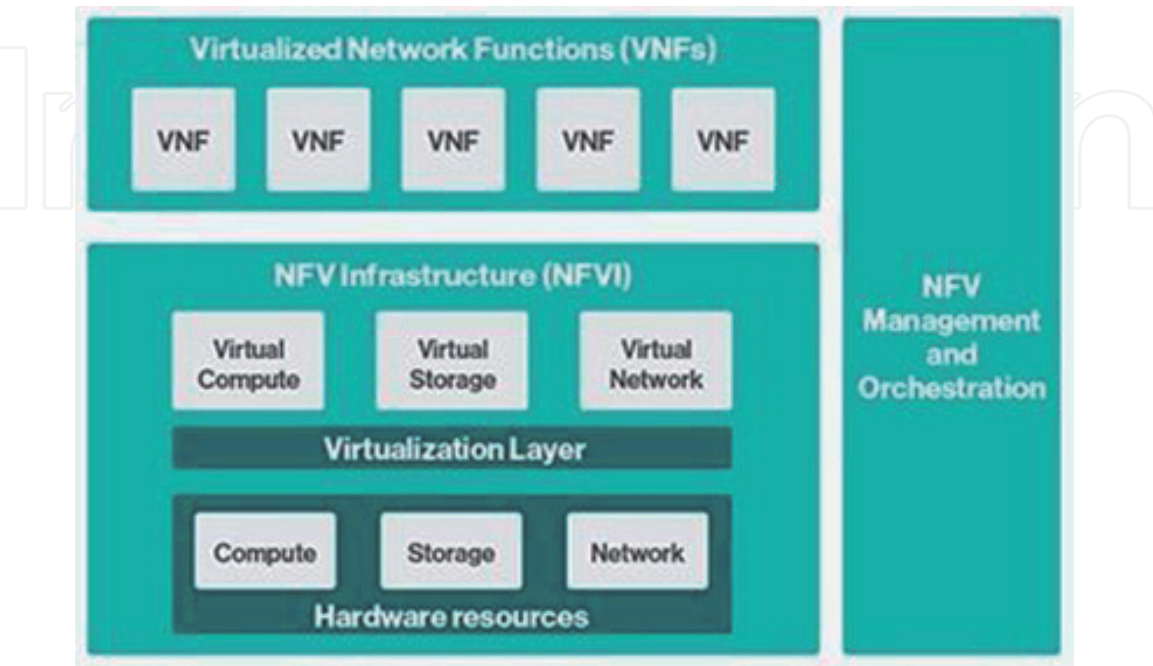 Virtualized Network Functions (VNFs)
VNF VNF VNF VNF VNF
NFV Infrastructure (NFVI)
Virtual
Compute
Virtual
Storage
Virtual
Network
Virtualization Layer
Compute Storage Network
Hardware resources
NFV
Management
and
Orchestration